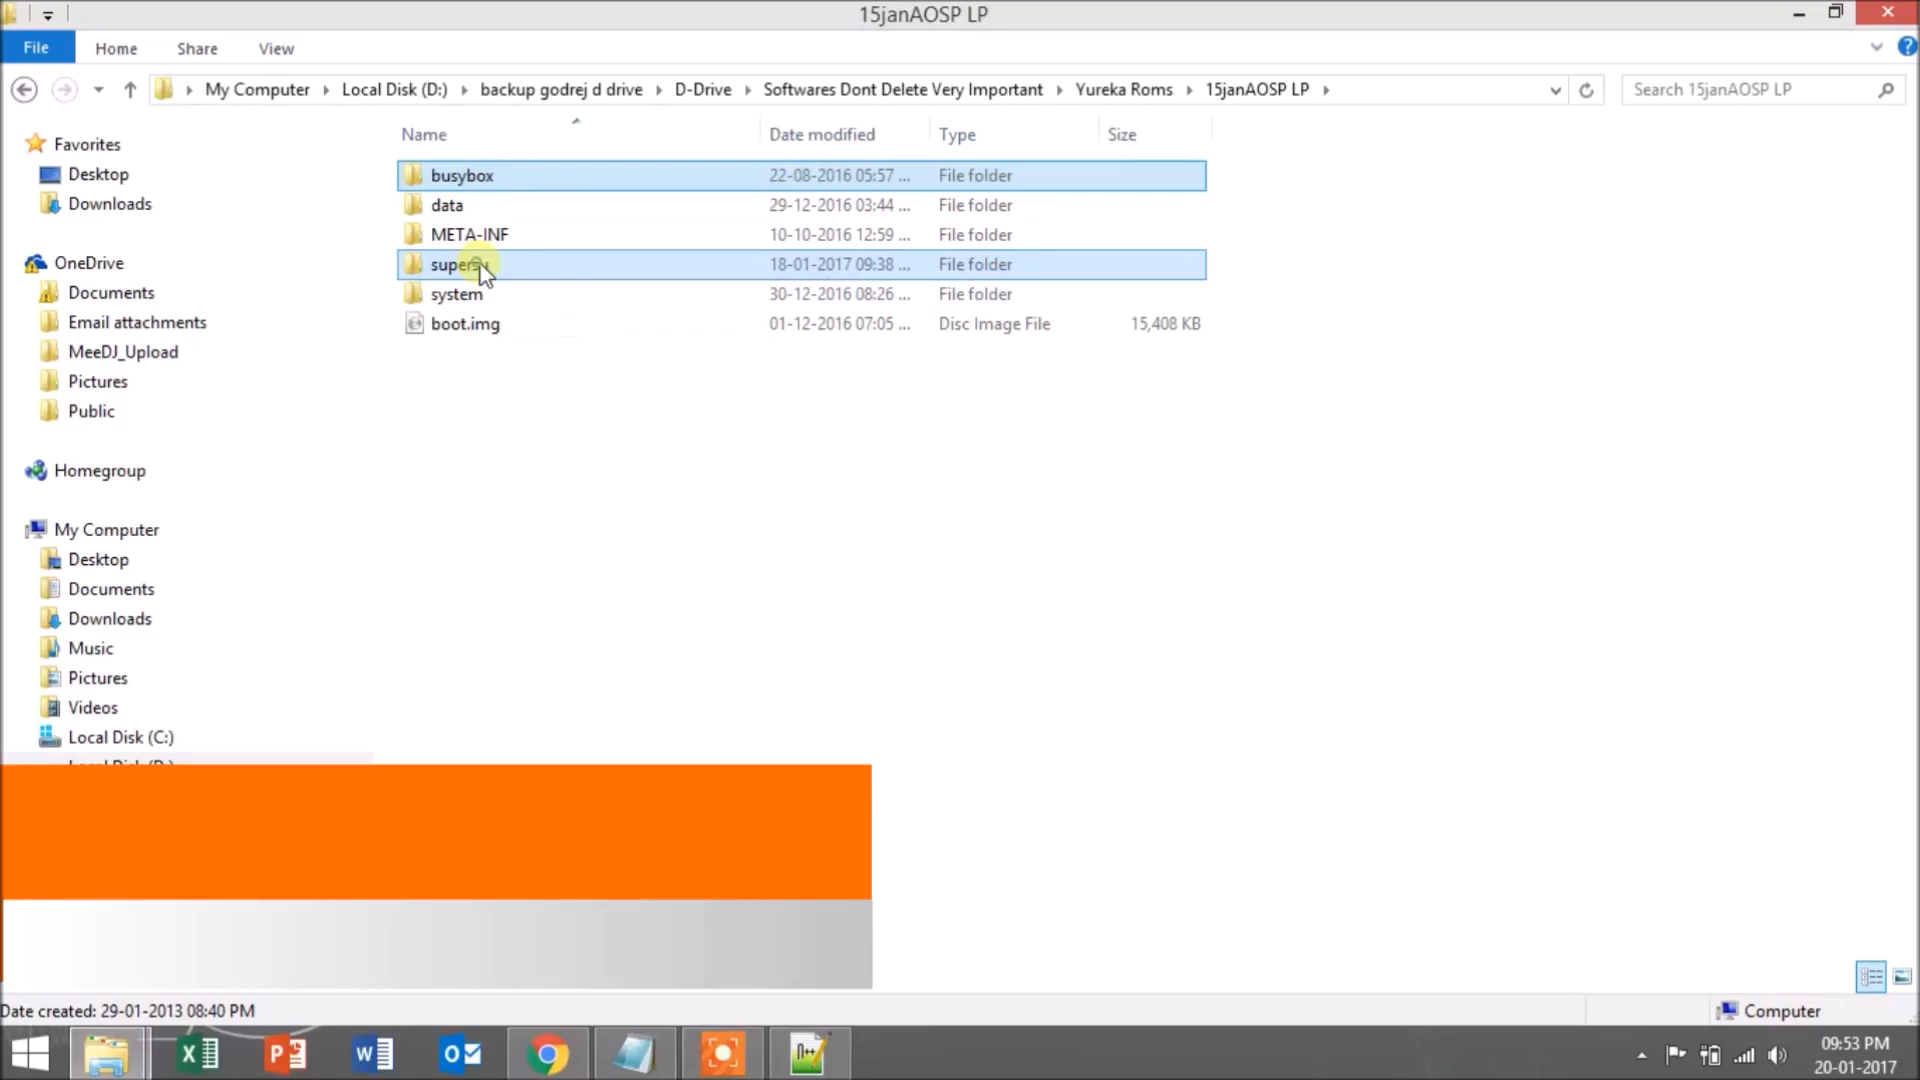 15janAOSP LP
File Home Share View
My Computer Local Disk (D:) backup godrej d drive D-Drive Softwares Dont Delete Very Important Yureka Roms 15janAOSP LP Search 15janAOSP LP
Name Date modified Type Size
busybox 22-08-2016 05:57 ... File folder
data 29-12-2016 03:44 ... File folder
META-INF 10-10-2016 12:59 ... File folder
18-01-2017 09:38 ... File folder
system 30-12-2016 08:26 ... File folder
boot.img 01-12-2016 07:05 ... Disc Image File 15,408 KB
Favorites
Desktop
Downloads
OneDrive
Documents
Email attachments
MeeDJ_Upload
Pictures
Public
Homegroup
My Computer
Desktop
Documents
Downloads
Music
Pictures
Videos
Local Disk (C:)
Date created: 29-01-2013 08:40 PM
Computer
09:53 PM
20-01-2017